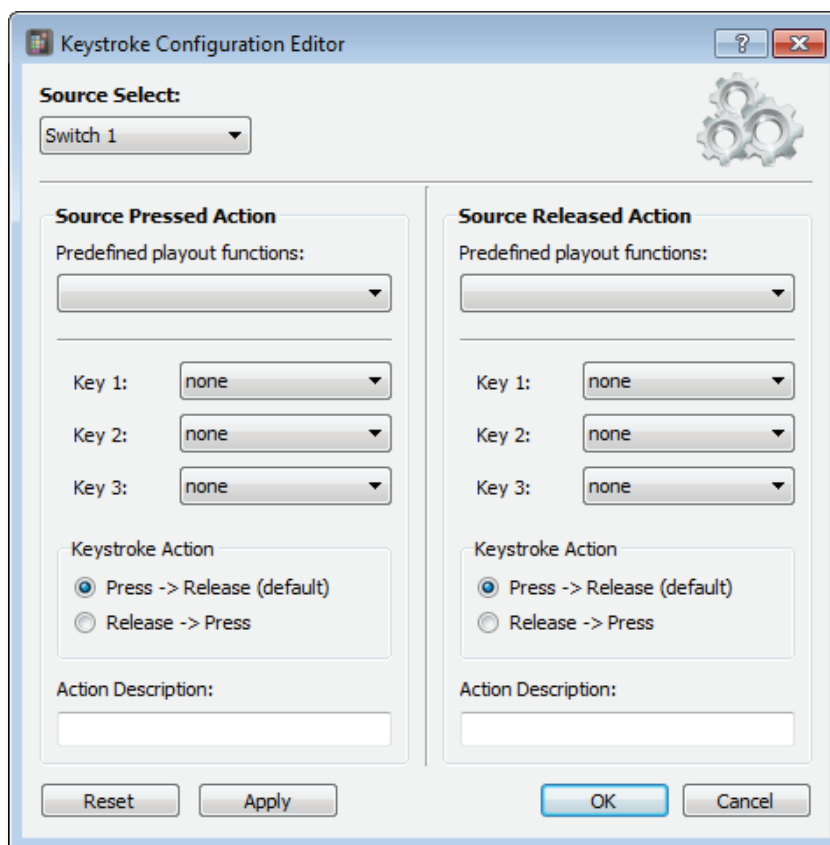 Keystroke Configuration Editor
?
Source Select:
Switch 1
Source Pressed Action
Predefined playout functions:
Key 1: none
Key 2: none
Key 3: none
Keystroke Action
Press -> Release (default)
Release -> Press
Action Description:
Source Released Action
Predefined playout functions:
Key 1: none
Key 2: none
Key 3: none
Keystroke Action
Press -> Release (default)
Release -> Press
Action Description:
Reset Apply OK Cancel